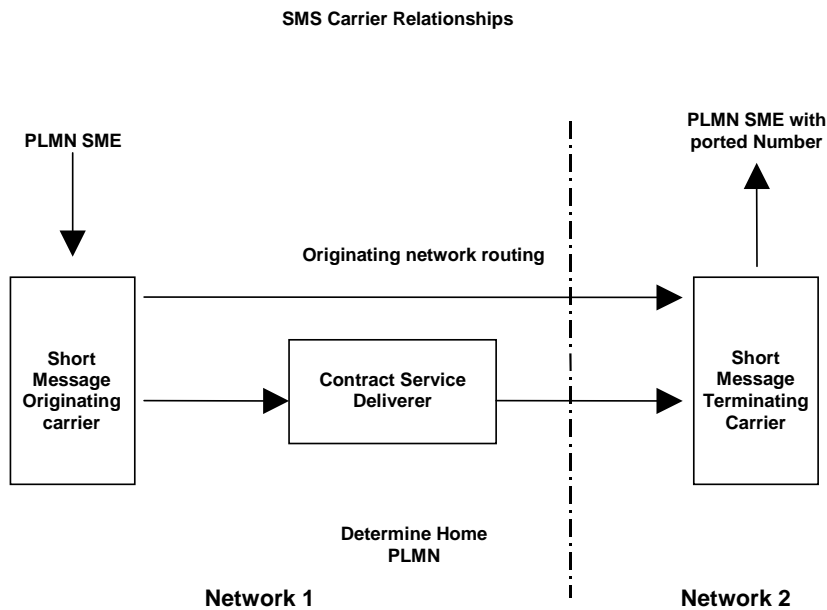 SMS Carrier Relationships
PLMN SME
PLMN SME with
ported Number
Originating network routing
Short
Message
Originating
carrier
Contract Service
Deliverer
Short
Message
Terminating
Carrier
Determine Home
PLMN
Network 1
Network 2